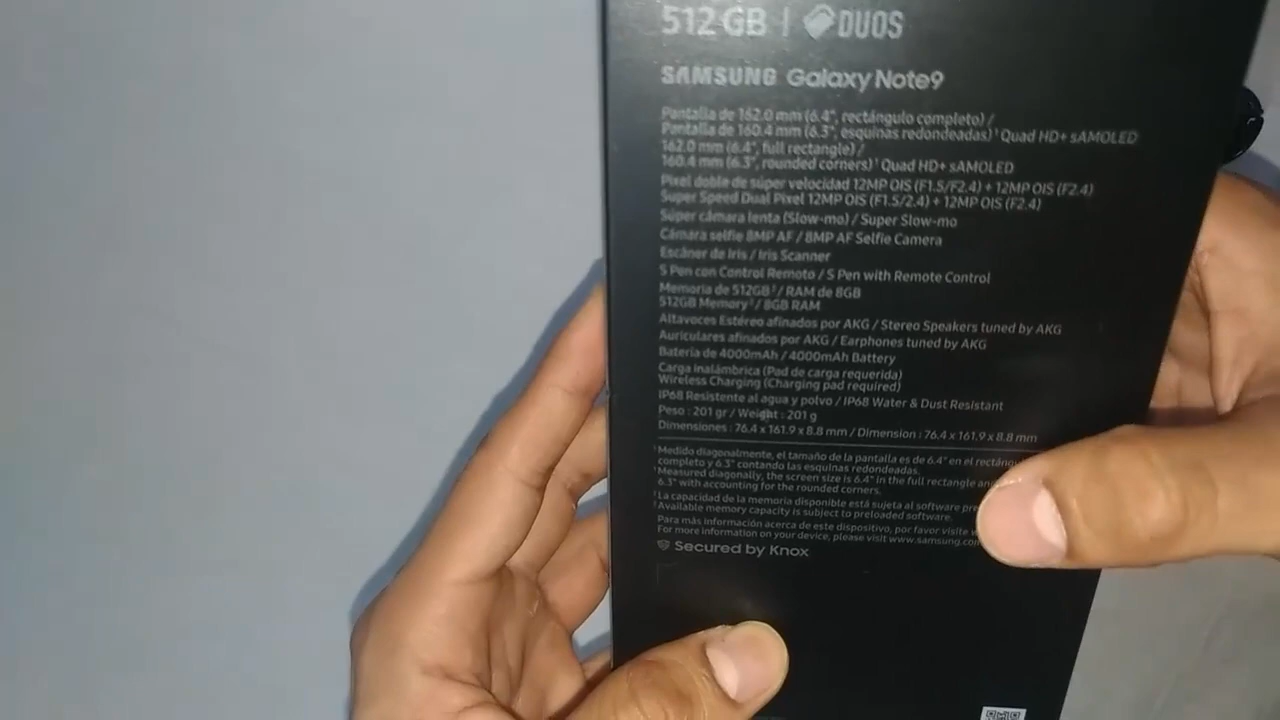 512 GB | DUOS
SAMSUNG Galaxy Note9
Pantalla de 162.0 mm (6.4", rectángulo completo) /
Pantalla de 160.4 mm (6.3", esquinas redondeadas)¹ Quad HD+ sAMOLED
162.0 mm (6.4", full rectangle) /
160.4 mm (6.3", rounded corners)¹ Quad HD+ sAMOLED
Pixel doble de súper velocidad 12MP OIS (F1.5/F2.4) + 12MP OIS (F2.4)
Super Speed Dual Pixel 12MP OIS (F1.5/2.4) + 12MP OIS (F2.4)
Súper cámara lenta (Slow-mo) / Super Slow-mo
Cámara selfie 8MP AF / 8MP AF Selfie Camera
Escáner de Iris / Iris Scanner
S Pen con Control Remoto / S Pen with Remote Control
Memoria de 512GB² / RAM de 8GB
512GB Memory² / 8GB RAM
Altavoces Estéreo afinados por AKG / Stereo Speakers tuned by AKG
Auriculares afinados por AKG / Earphones tuned by AKG
Batería de 4000mAh / 4000mAh Battery
Carga inalámbrica (Pad de carga requerida)
Wireless Charging (Charging pad required)
IP68 Resistente al agua y polvo / IP68 Water & Dust Resistant
Peso : 201 gr / Weight : 201 g
Dimensiones : 76.4 x 161.9 x 8.8 mm / Dimension : 76.4 x 161.9 x 8.8 mm
¹ Medido diagonalmente, el tamaño de la pantalla es de 6.4" en el
completo y 6.3" contando las esquinas redondeadas.
¹ Measured diagonally, the screen size is 6.4" in the full rectangle
6.3" with accounting for the rounded corners.
² La capacidad de la memoria disponible está sujeta al software
² Available memory capacity is subject to preloaded software.
Para más información acerca de este dispositivo, por favor visite
For more information on your device, please visit www.samsung.com
Secured by Knox